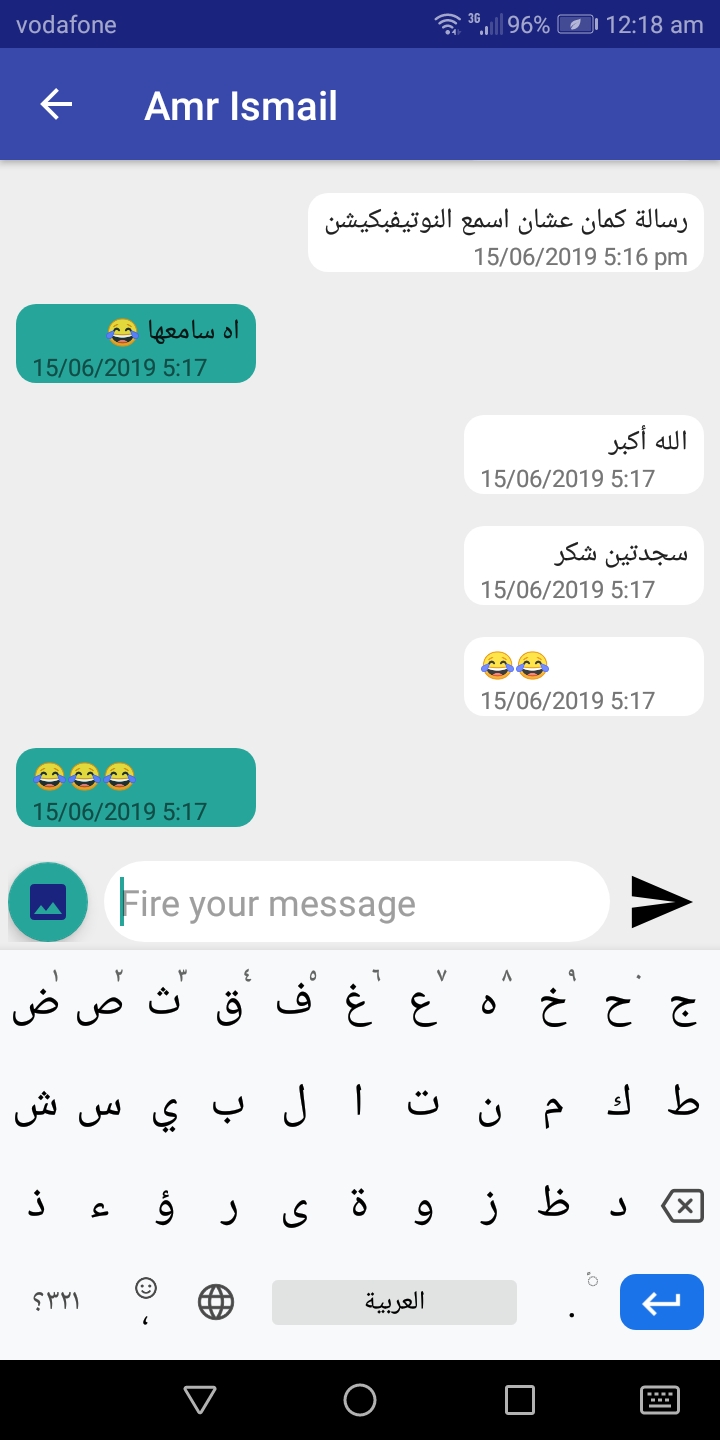 vodafone 3G 96% 12:18 am
Amr Ismail
رسالة كمان عشان اسمع النوتيفبكيشن
15/06/2019 5:16 pm
اه سامعها 😂
15/06/2019 5:17
الله أكبر
15/06/2019 5:17
سجدتين شكر
15/06/2019 5:17
😂😂
15/06/2019 5:17
😂😂😂
15/06/2019 5:17
Fire your message
١ ٢ ٣ ٤ ٥ ٦ ٧ ٨ ٩ ٠
ض ص ث ق ف غ ع ه خ ح ج
ش س ي ب ل ا ت ن م ك ط
ذ ء ؤ ر ى ة و ز ظ د
؟٣٢١ ، العربية .